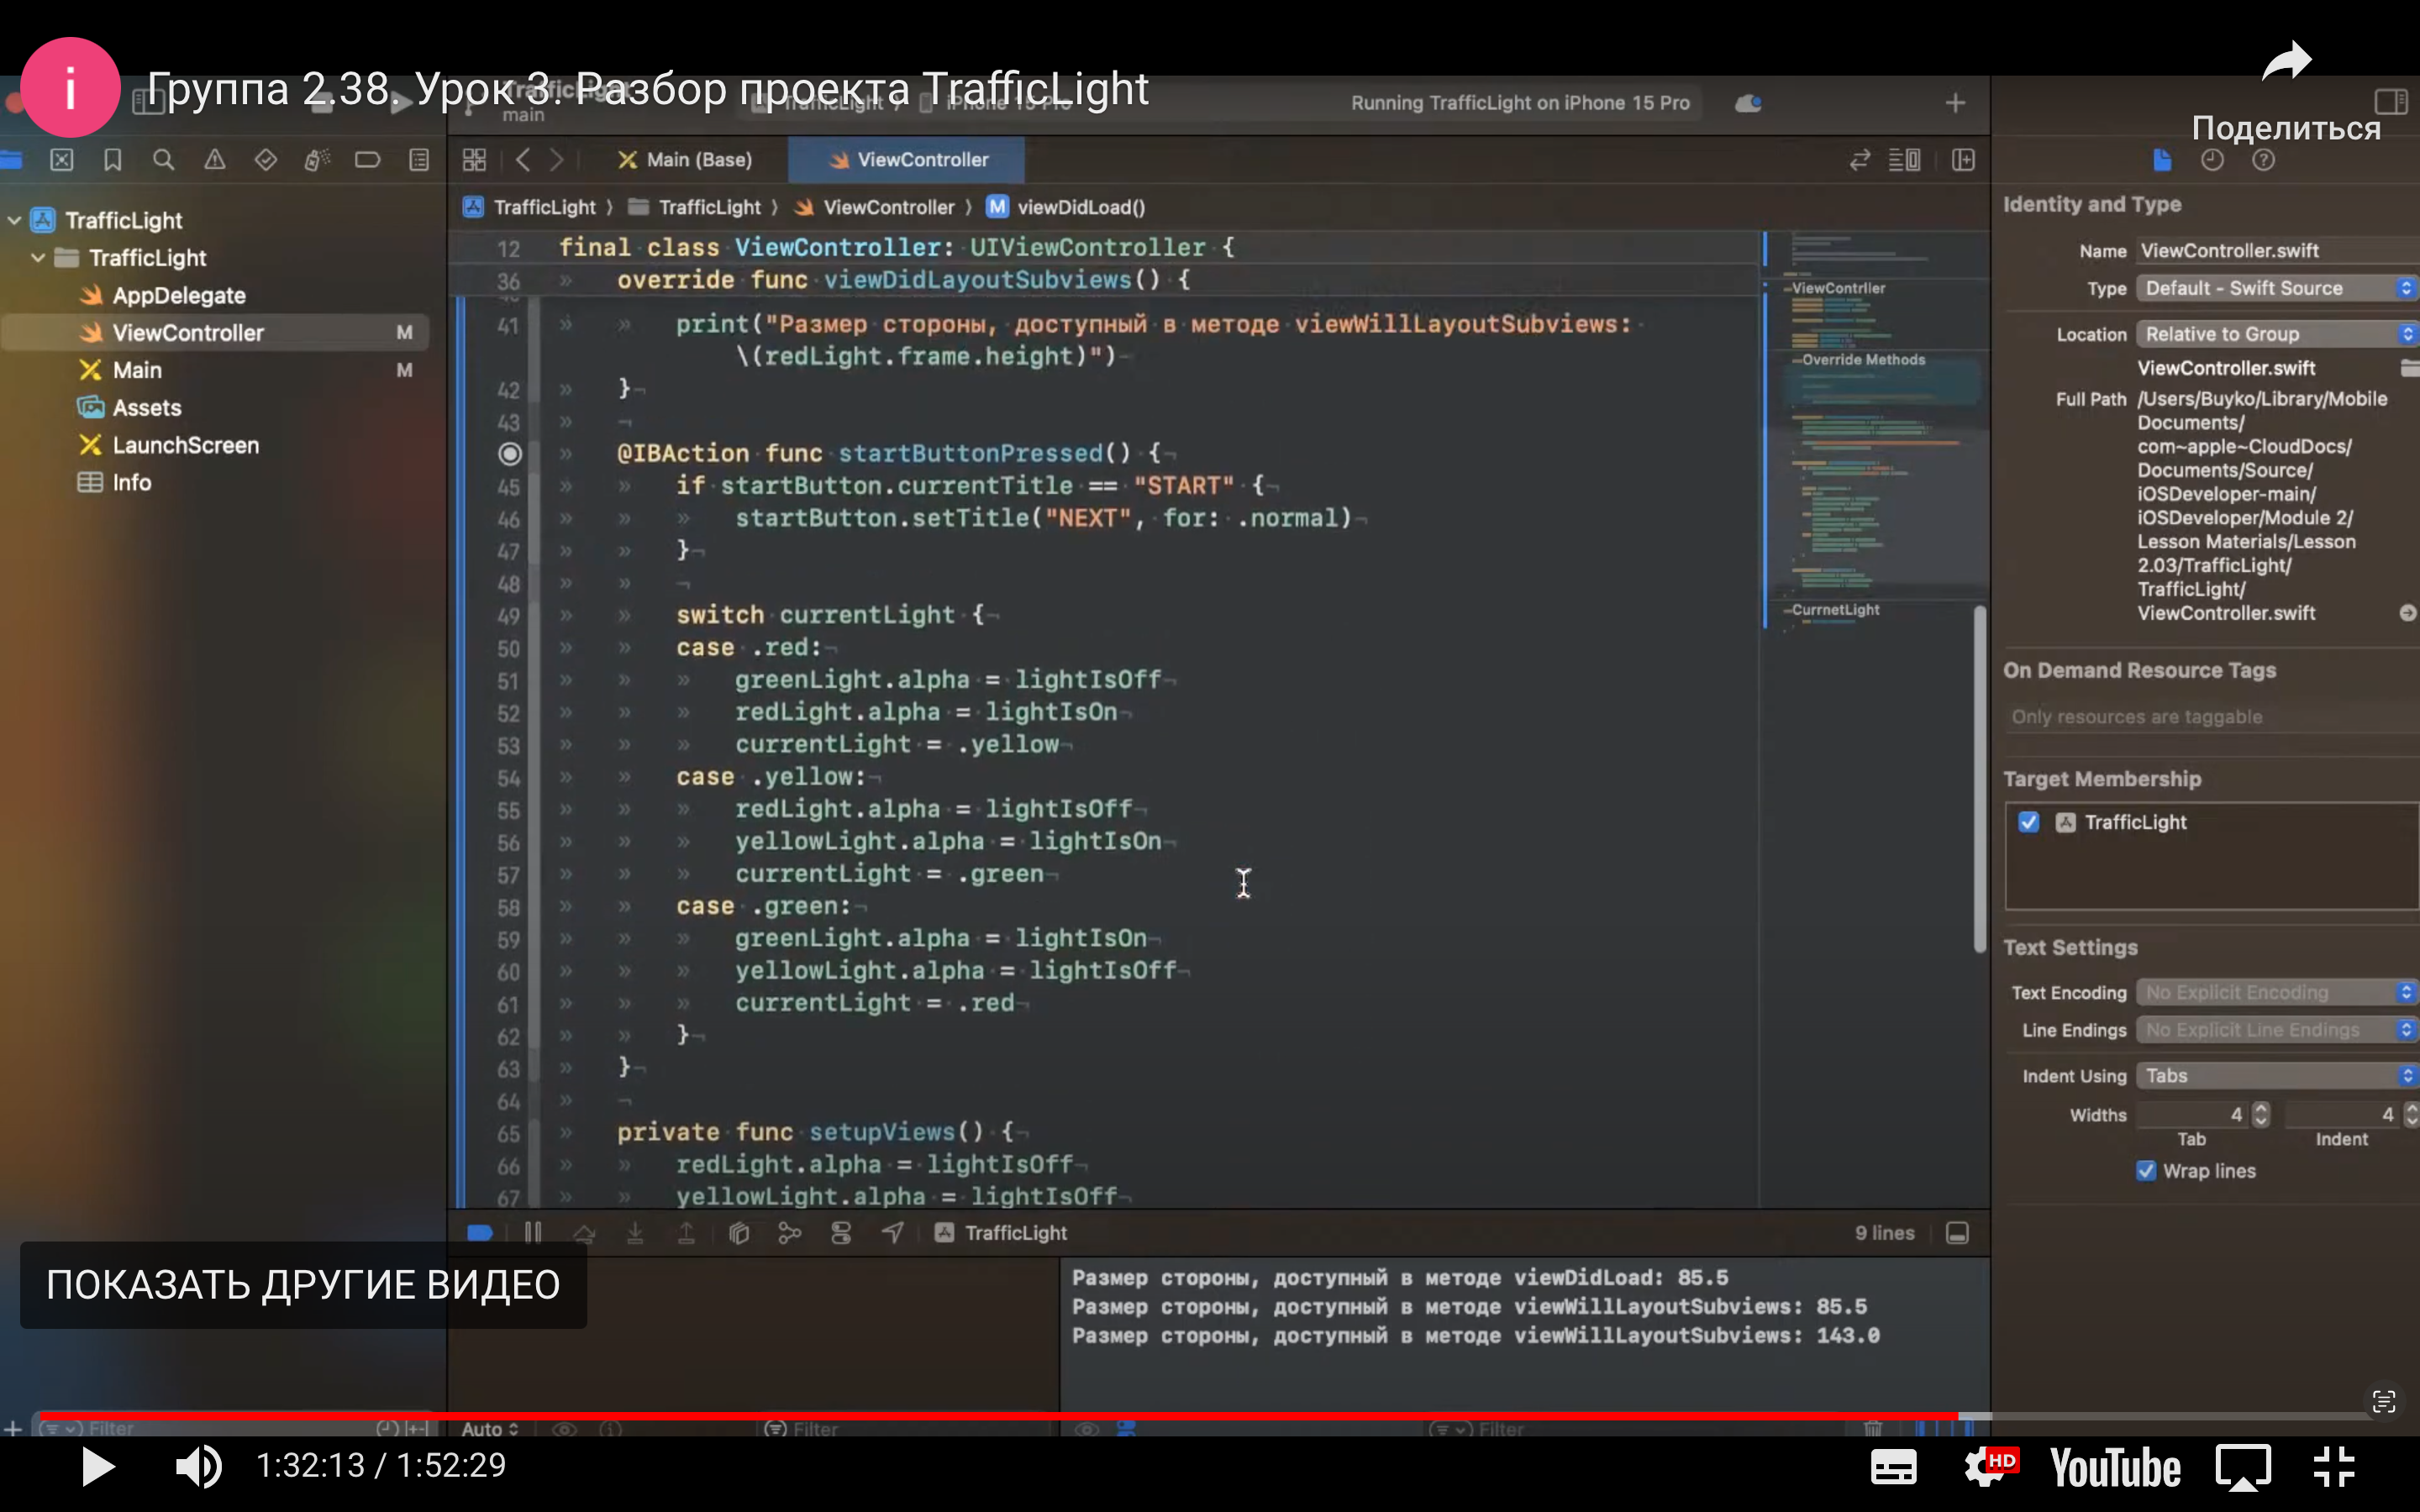 i
Группа 2.38. Урок 3. Разбор проекта TrafficLight
Поделиться
main
Running TrafficLight on iPhone 15 Pro
Main (Base)
ViewController
TrafficLight
TrafficLight
AppDelegate
ViewController M
Main M
Assets
LaunchScreen
Info
TrafficLight 〉 TrafficLight 〉 ViewController 〉 M viewDidLoad()
12 final class ViewController: UIViewController {
36 override func viewDidLayoutSubviews() {
41 print("Размер стороны, доступный в методе viewWillLayoutSubviews:
\(redLight.frame.height)")
42 }
43
@IBAction func startButtonPressed() {
45 if startButton.currentTitle == "START" {
46 startButton.setTitle("NEXT", for: .normal)
47 }
48
49 switch currentLight {
50 case .red:
51 greenLight.alpha = lightIsOff
52 redLight.alpha = lightIsOn
53 currentLight = .yellow
54 case .yellow:
55 redLight.alpha = lightIsOff
56 yellowLight.alpha = lightIsOn
57 currentLight = .green
58 case .green:
59 greenLight.alpha = lightIsOn
60 yellowLight.alpha = lightIsOff
61 currentLight = .red
62 }
63 }
64
65 private func setupViews() {
66 redLight.alpha = lightIsOff
67 yellowLight.alpha = lightIsOff
ViewContrller
Override Methods
CurrnetLight
Identity and Type
Name ViewController.swift
Type Default - Swift Source
Location Relative to Group
ViewController.swift
Full Path /Users/Buyko/Library/Mobile
Documents/
com~apple~CloudDocs/
Documents/Source/
iOSDeveloper-main/
iOSDeveloper/Module 2/
Lesson Materials/Lesson
2.03/TrafficLight/
TrafficLight/
ViewController.swift
On Demand Resource Tags
Only resources are taggable
Target Membership
TrafficLight
Text Settings
Text Encoding No Explicit Encoding
Line Endings No Explicit Line Endings
Indent Using Tabs
Widths 4 4
Tab Indent
Wrap lines
TrafficLight
9 lines
ПОКАЗАТЬ ДРУГИЕ ВИДЕО
Размер стороны, доступный в методе viewDidLoad: 85.5
Размер стороны, доступный в методе viewWillLayoutSubviews: 85.5
Размер стороны, доступный в методе viewWillLayoutSubviews: 143.0
Filter
Auto
Filter
Filter
1:32:13 / 1:52:29
HD
YouTube